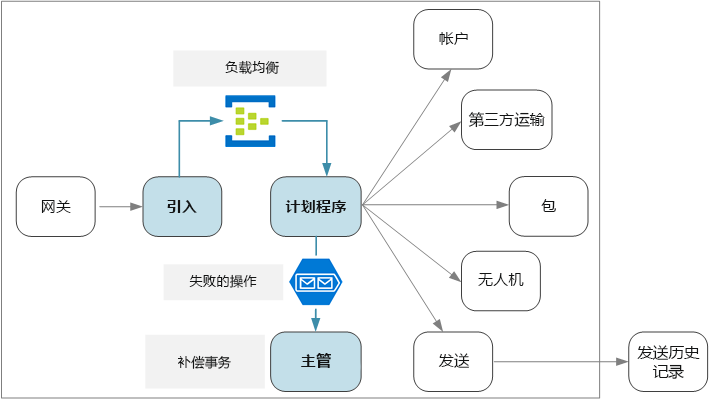 帐户
负载均衡
第三方运输
网关
引入
计划程序
包
失败的操作
无人机
补偿事务
主管
发送
发送历史
记录